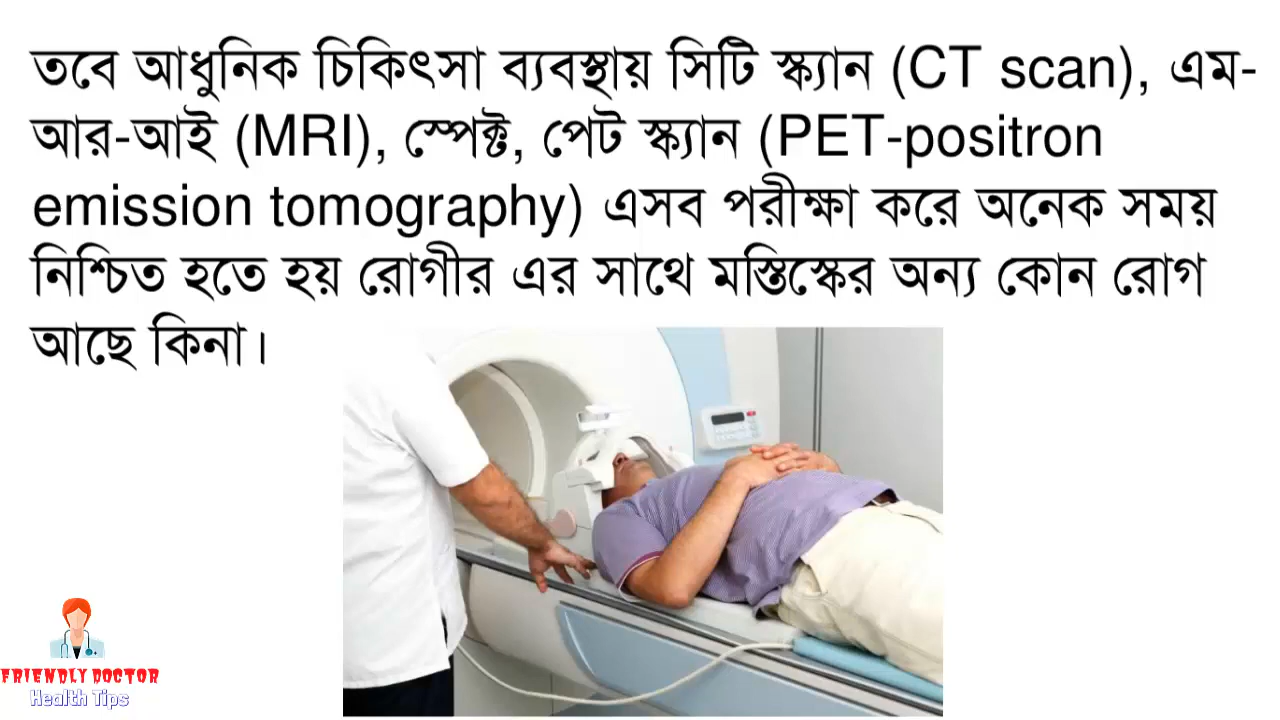 তবে আধুনিক চিকিৎসা ব্যবস্থায় সিটি স্ক্যান (CT scan), এম-
আর-আই (MRI), স্পেক্ট, পেট স্ক্যান (PET-positron
emission tomography) এসব পরীক্ষা করে অনেক সময়
নিশ্চিত হতে হয় রোগীর এর সাথে মস্তিস্কের অন্য কোন রোগ
আছে কিনা।
FRIENDLY DOCTOR
Health Tips